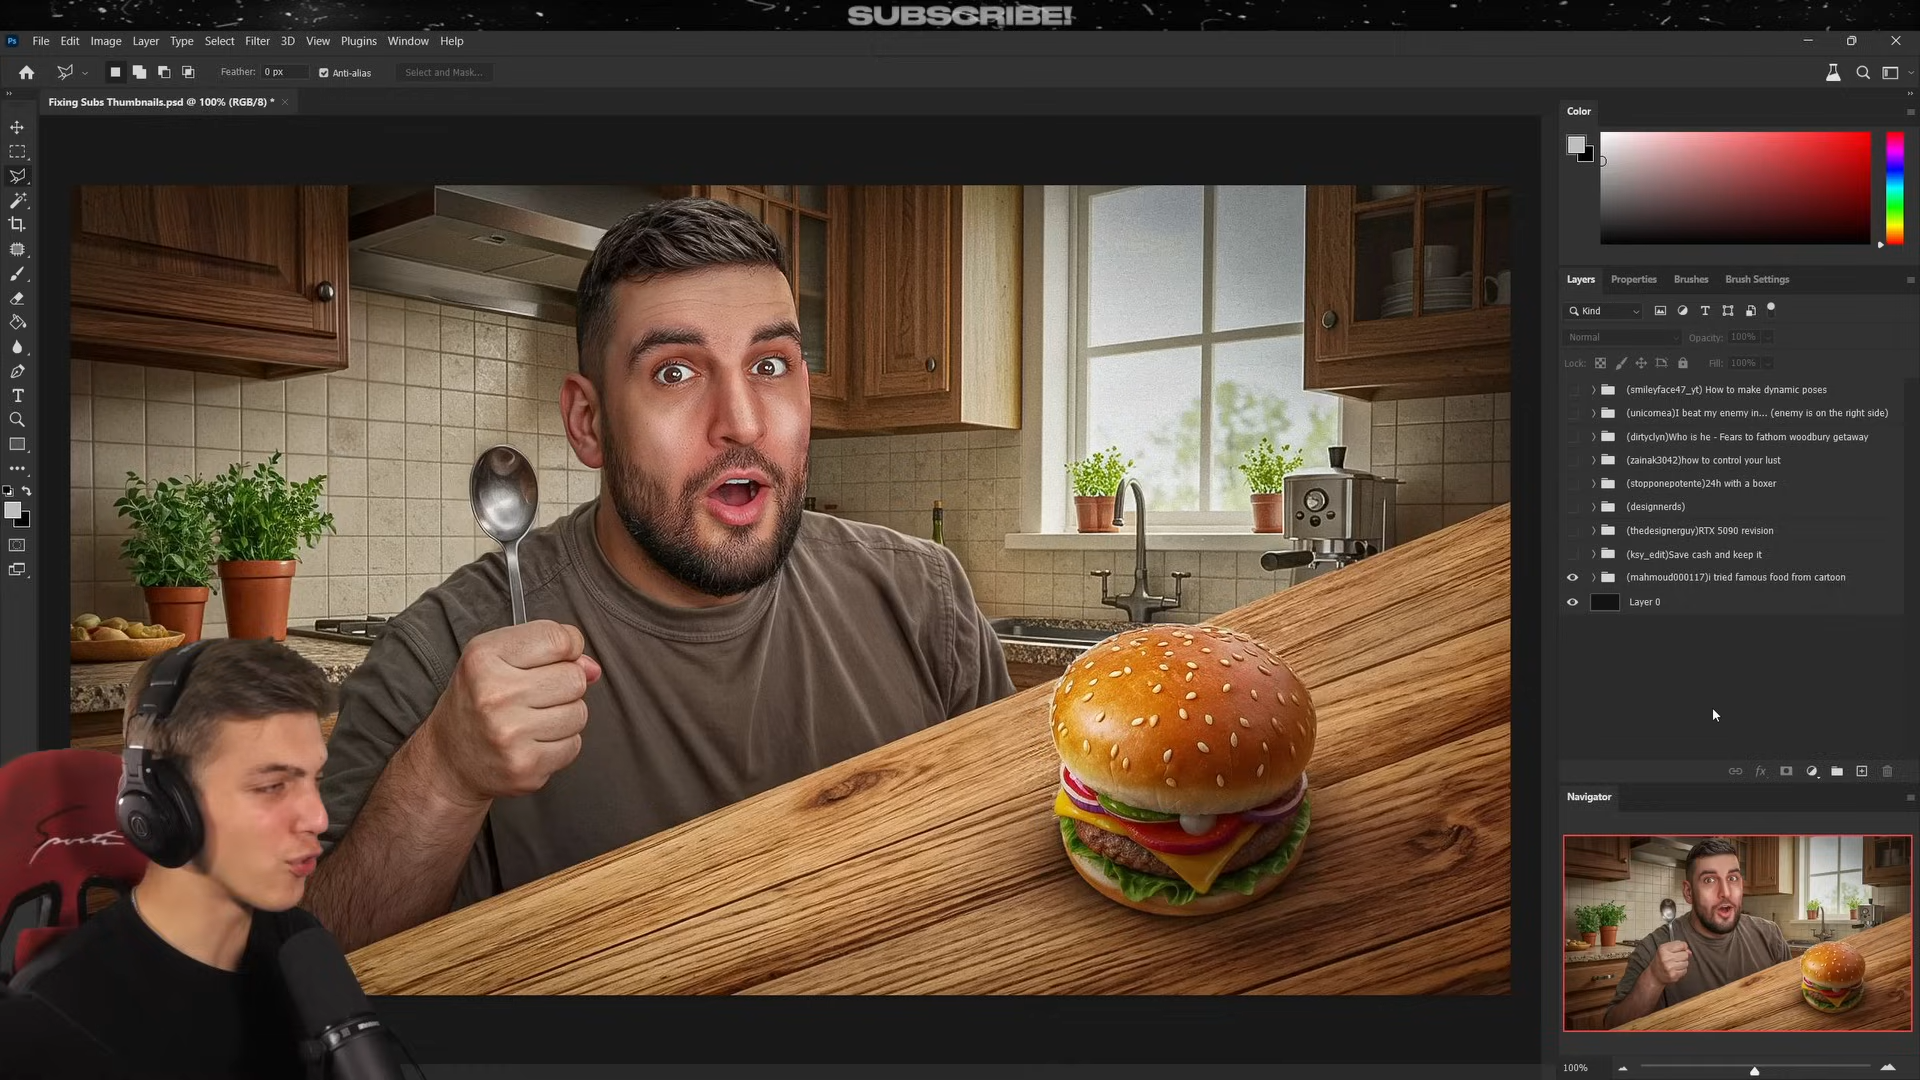 SUBSCRIBE!
Ps File Edit Image Layer Type Select Filter 3D View Plugins Window Help
Feather: 0 px Anti-alias Select and Mask...
Fixing Subs Thumbnails.psd @ 100% (RGB/8) *
Color
Layers Properties Brushes Brush Settings
Kind
Normal Opacity: 100%
Lock: Fill: 100%
(smileyface47_yt) How to make dynamic poses
(unicornea)I beat my enemy in... (enemy is on the right side)
(dirtyclyn)Who is he - Fears to fathom woodbury getaway
(zainak3042)how to control your lust
(stopponepotente)24h with a boxer
(designnerds)
(thedesignerguy)RTX 5090 revision
(ksy_edit)Save cash and keep it
(mahmoud000117)i tried famous food from cartoon
Layer 0
fx
Navigator
100%
Sports